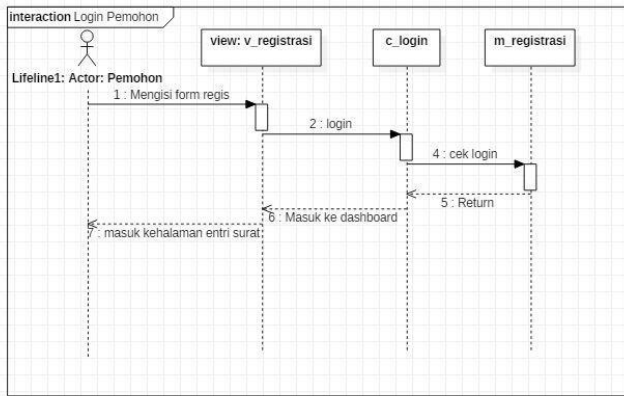 interaction Login Pemohon
view: v_registrasi
c_login
m_registrasi
Lifeline1: Actor: Pemohon
1 : Mengisi form regis
2 : login
4 : cek login
5 : Return
6 : Masuk ke dashboard
7 : masuk kehalaman entri surat